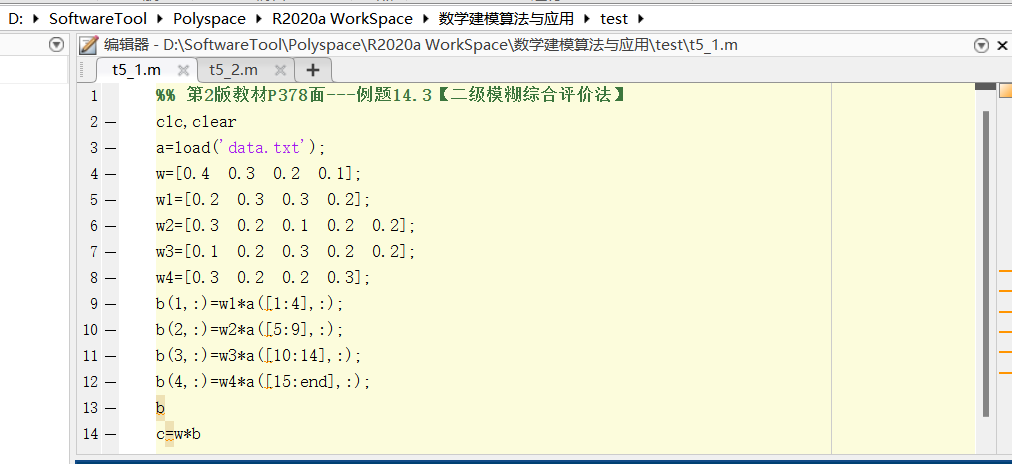 D: ▸ SoftwareTool ▸ Polyspace ▸ R2020a WorkSpace ▸ 数学建模算法与应用 ▸ test ▸
编辑器 - D:\SoftwareTool\Polyspace\R2020a WorkSpace\数学建模算法与应用\test\t5_1.m
t5_1.m × t5_2.m × +
1 %% 第2版教材P378面---例题14.3【二级模糊综合评价法】
2 — clc,clear
3 — a=load('data.txt');
4 — w=[0.4 0.3 0.2 0.1];
5 — w1=[0.2 0.3 0.3 0.2];
6 — w2=[0.3 0.2 0.1 0.2 0.2];
7 — w3=[0.1 0.2 0.3 0.2 0.2];
8 — w4=[0.3 0.2 0.2 0.3];
9 — b(1,:)=w1*a([1:4],:);
10 — b(2,:)=w2*a([5:9],:);
11 — b(3,:)=w3*a([10:14],:);
12 — b(4,:)=w4*a([15:end],:);
13 — b
14 — c=w*b